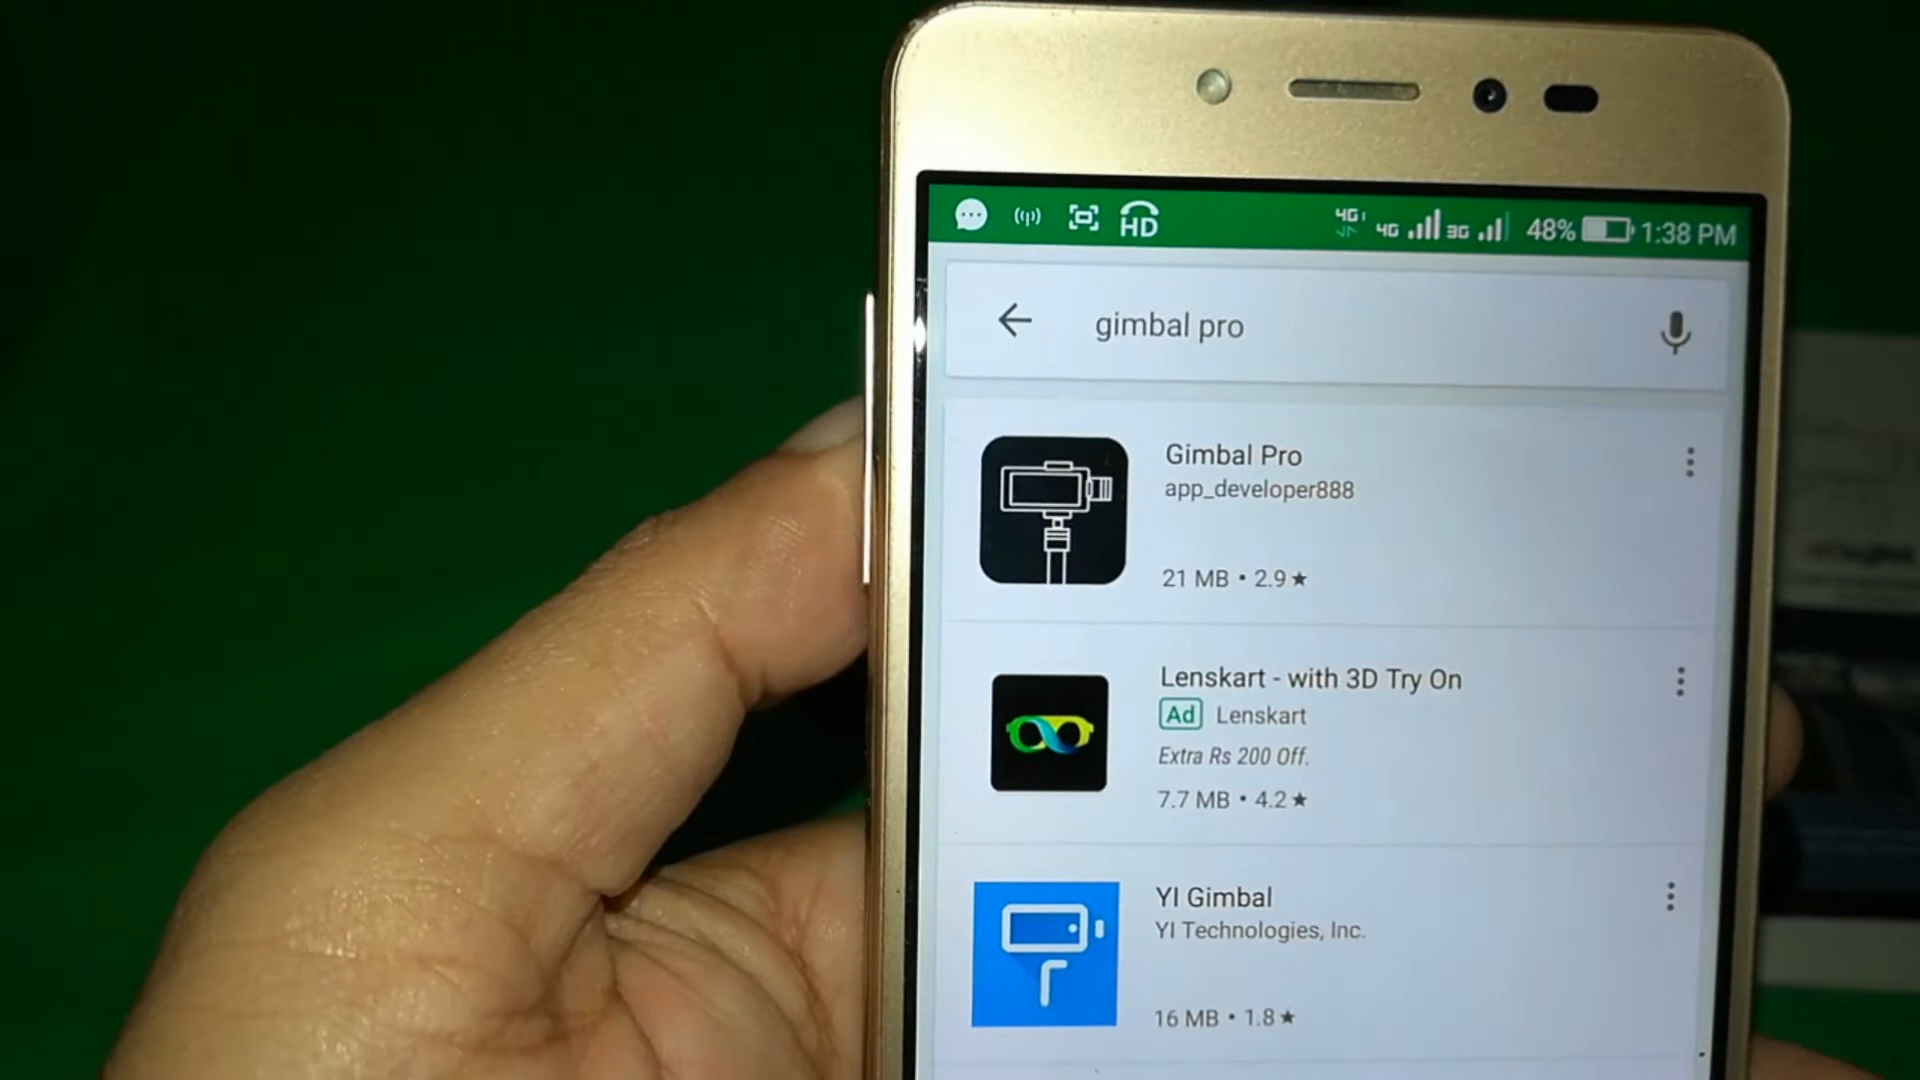 HD 4G 4G 3G 48% 1:38 PM
gimbal pro
Gimbal Pro
app_developer888
21 MB • 2.9★
Lenskart - with 3D Try On
Ad Lenskart
Extra Rs 200 Off.
7.7 MB • 4.2★
YI Gimbal
YI Technologies, Inc.
16 MB • 1.8★